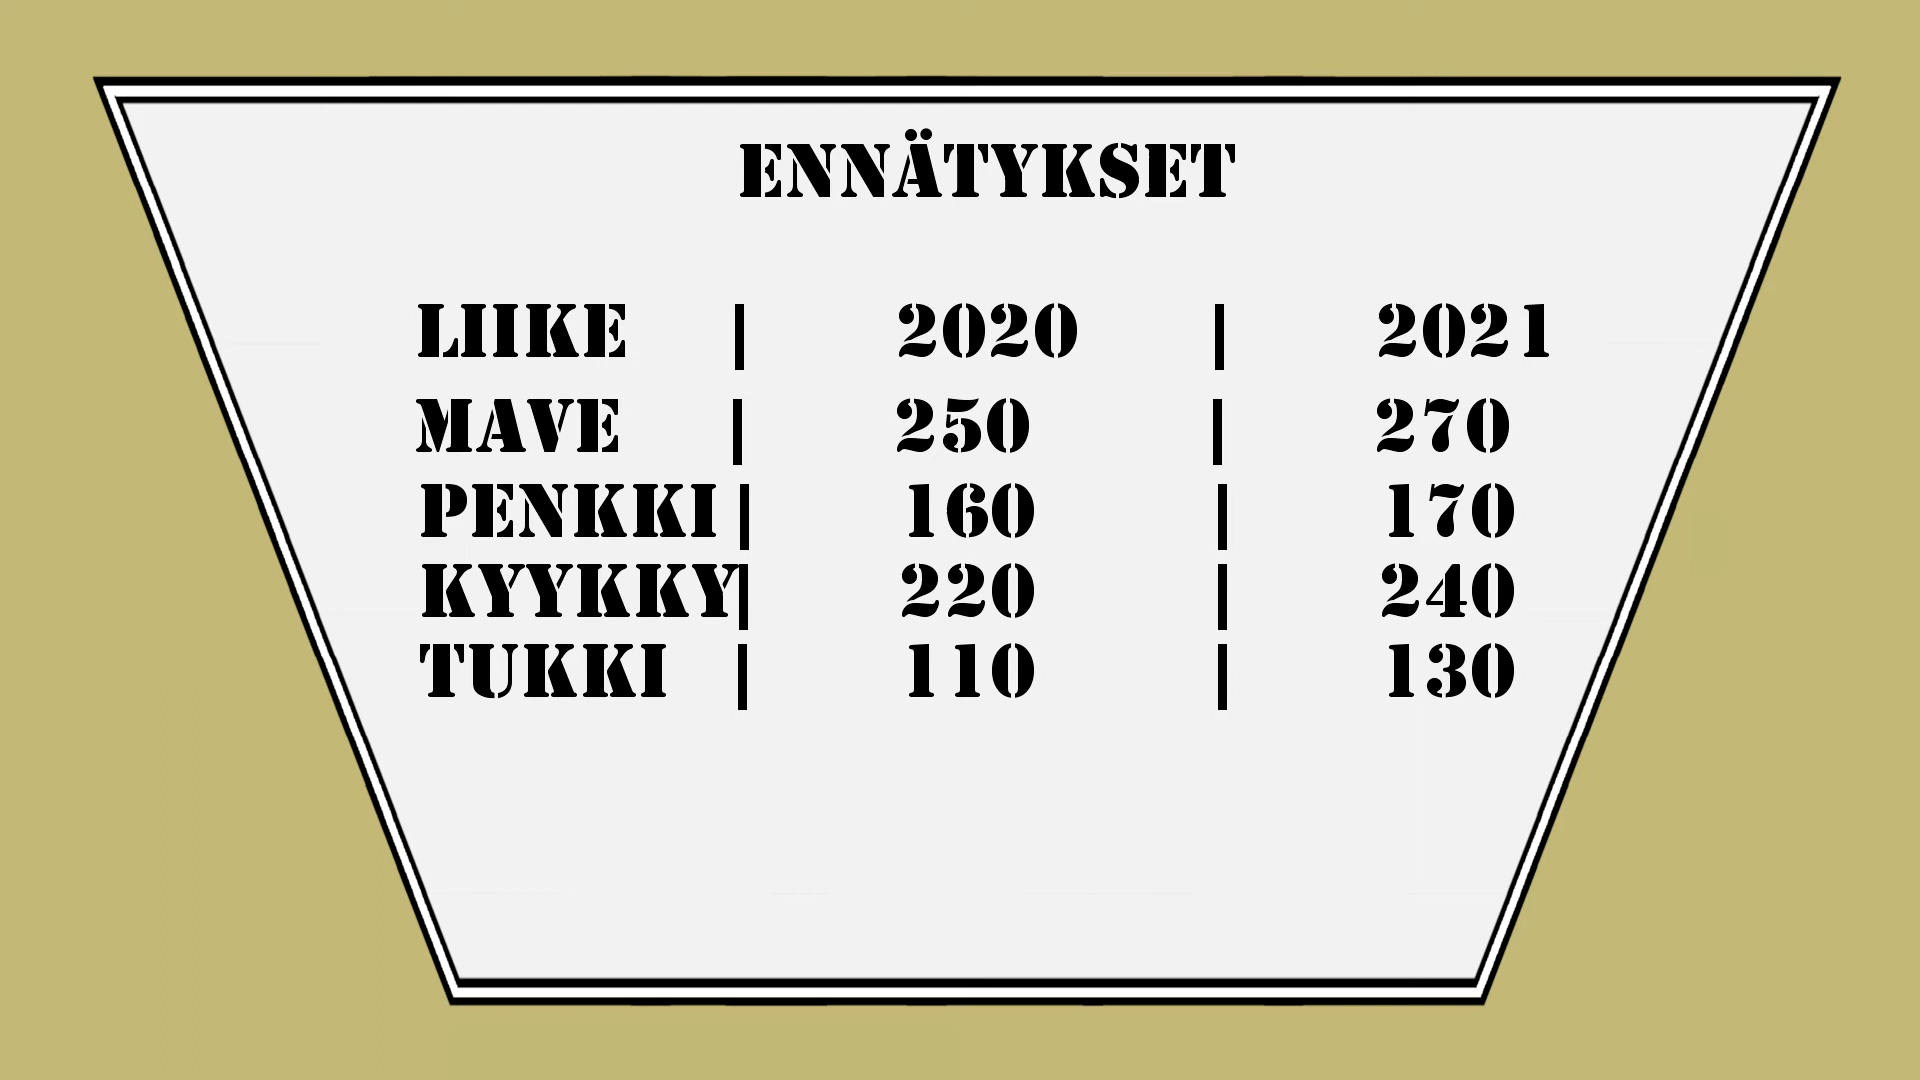 ENNÄTYKSET
LIIKE | 2020 | 2021
MAVE | 250 | 270
PENKKI | 160 | 170
KYYKKY | 220 | 240
TUKKI | 110 | 130